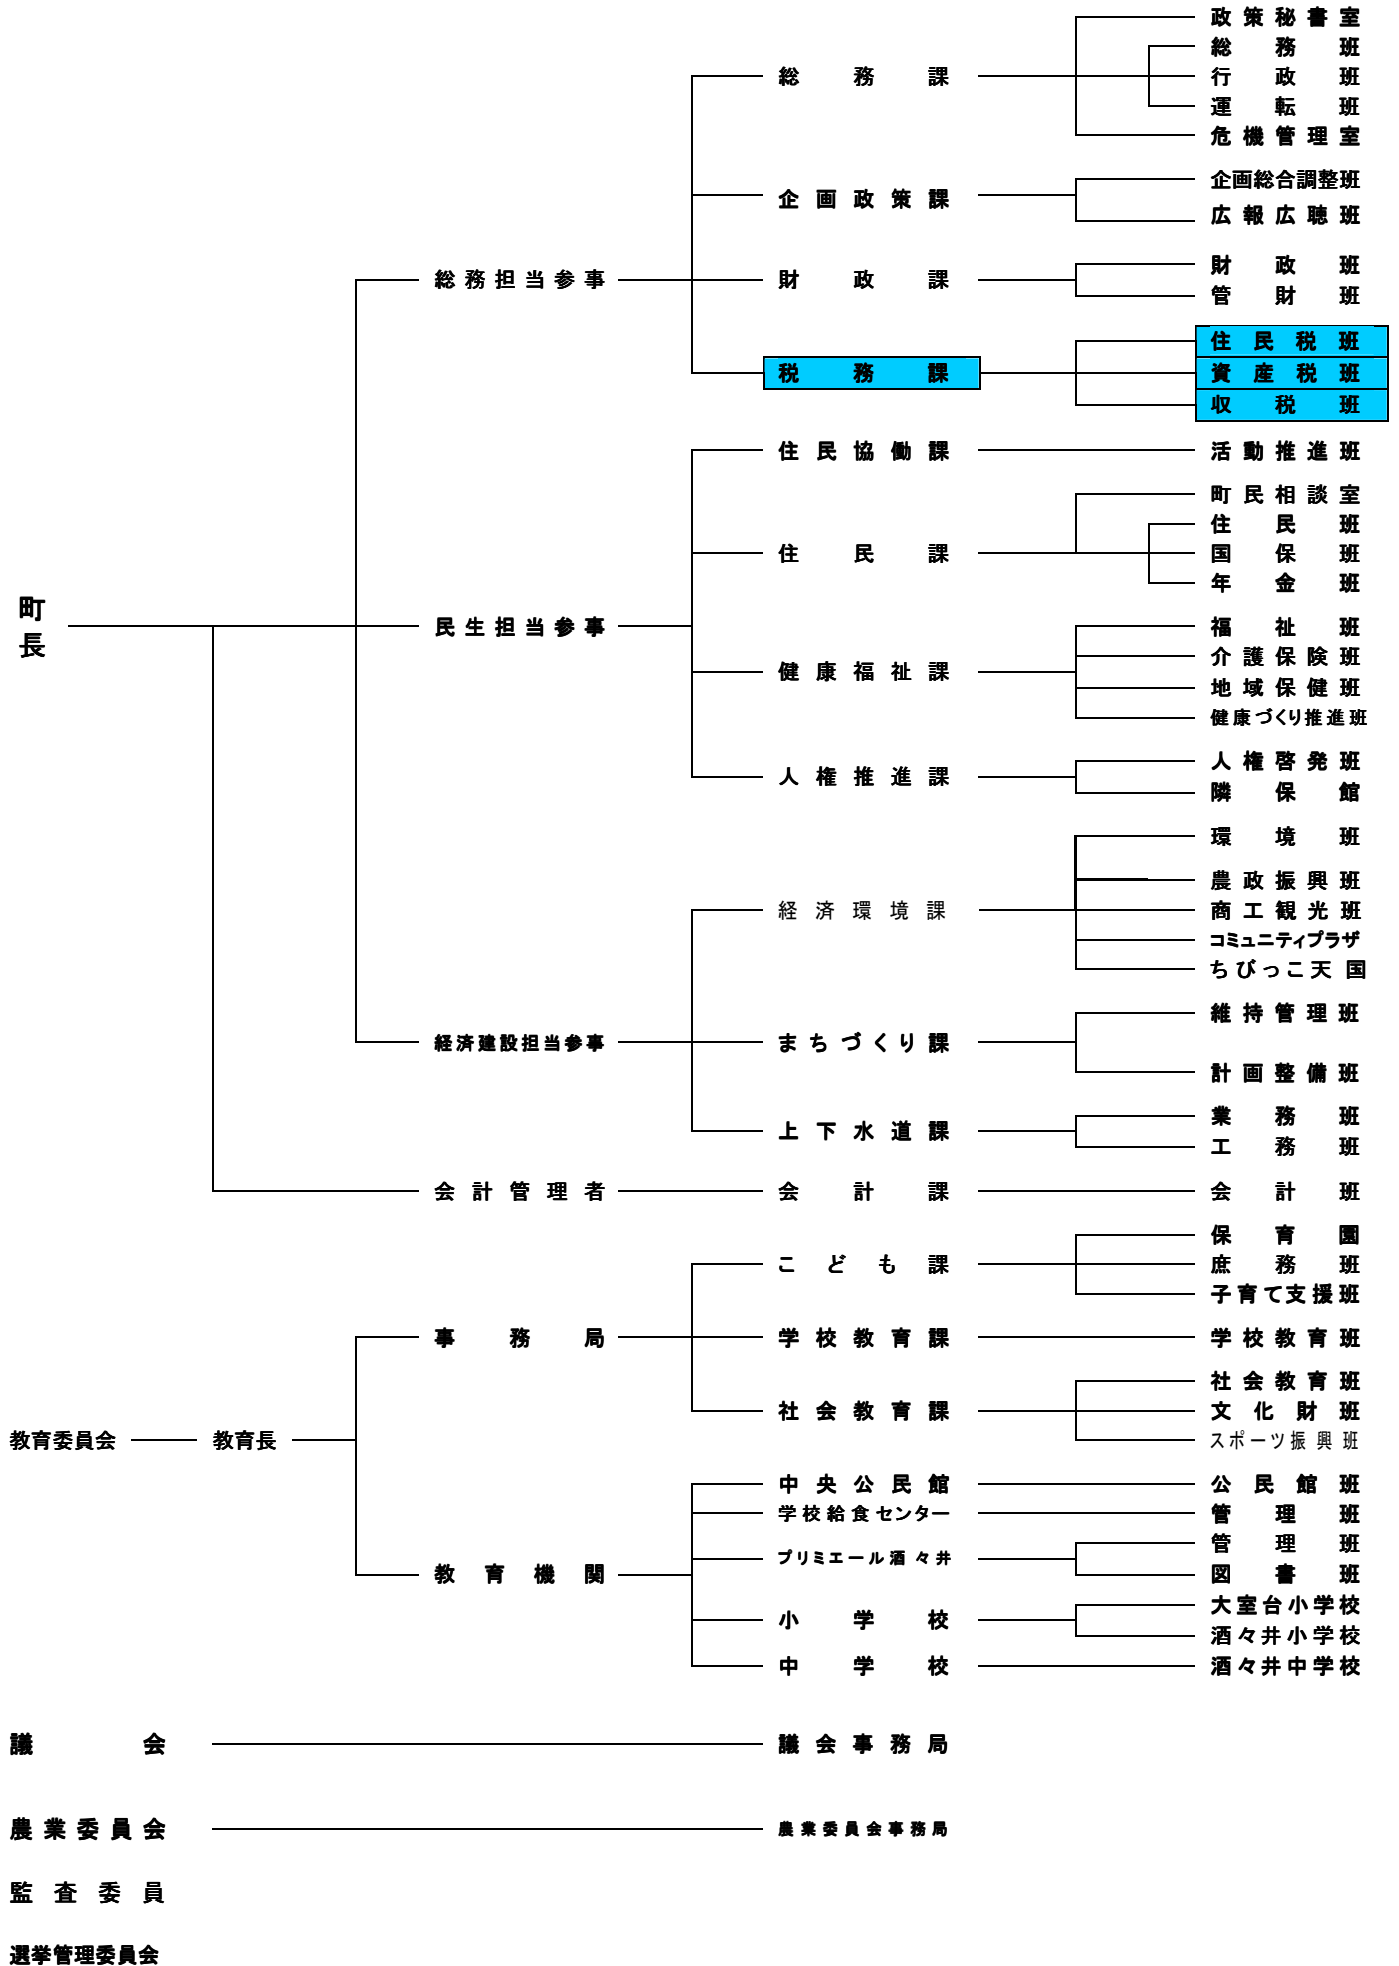 政策秘書室
総務班
総務課
行政班
運転班
危機管理室
企画総合調整班
企画政策課
広報広聴班
財政班
総務担当参事
財政課
管財班
住民税班
税務課
資産税班
収税班
住民協働課
活動推進班
町民相談室
住民班
住民課
国保班
年金班
町長
民生担当参事
福祉班
介護保険班
健康福祉課
地域保健班
健康づくり推進班
人権啓発班
人権推進課
隣保館
環境班
農政振興班
経済環境課
商工観光班
コミュニティプラザ
ちびっこ天国
維持管理班
経済建設担当参事
まちづくり課
計画整備班
業務班
上下水道課
工務班
会計管理者
会計課
会計班
保育園
こども課
庶務班
子育て支援班
事務局
学校教育課
学校教育班
社会教育班
社会教育課
文化財班
教育委員会
教育長
スポーツ振興班
中央公民館
公民館班
学校給食センター
管理班
管理班
プリミエール酒々井
教育機関
図書班
大室台小学校
小学校
酒々井小学校
中学校
酒々井中学校
議会
議会事務局
農業委員会
農業委員会事務局
監査委員
選挙管理委員会